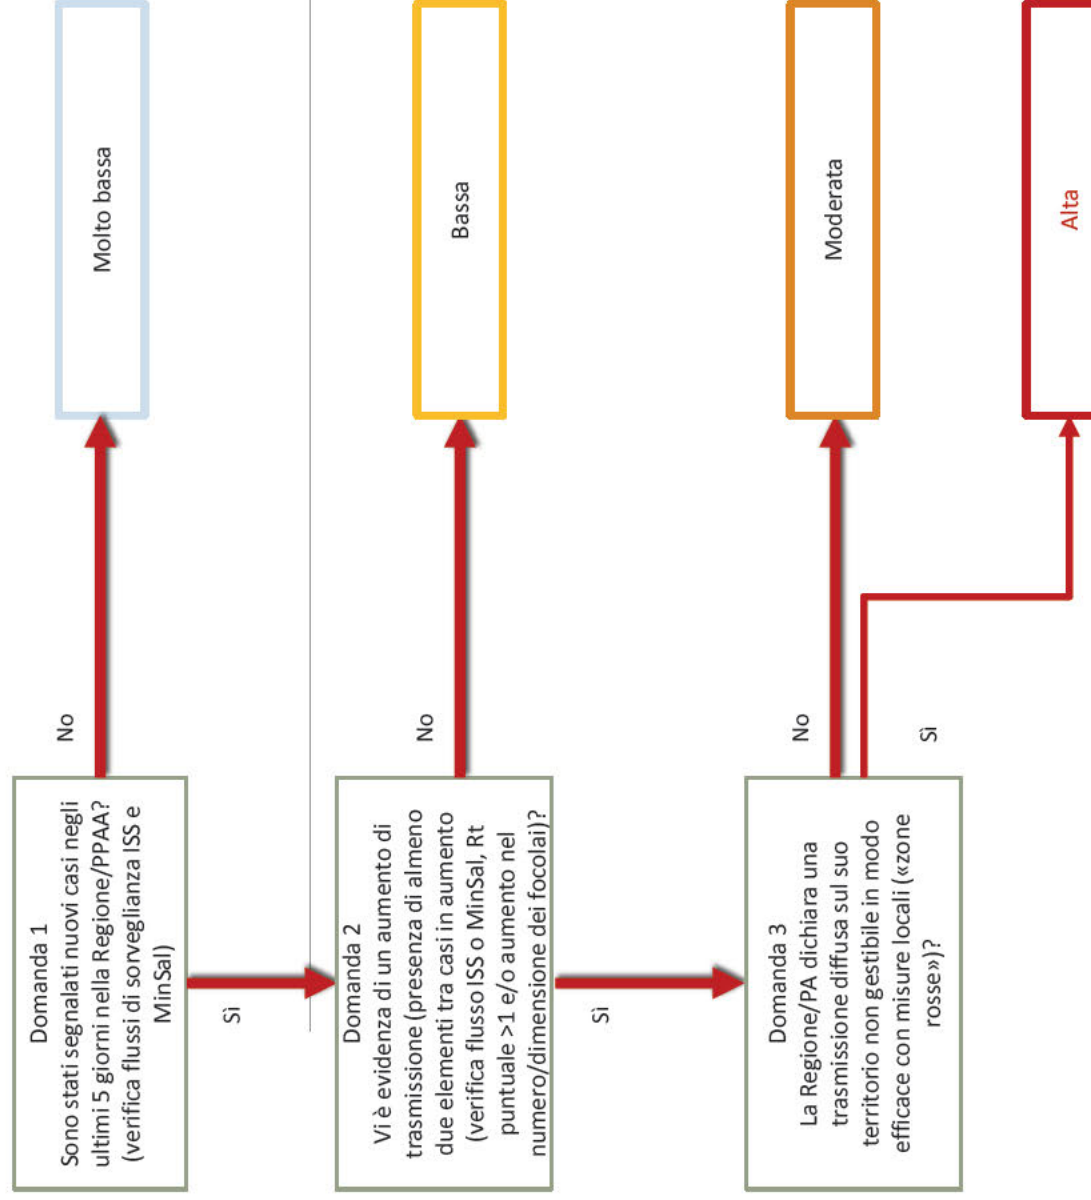 Domanda 1
Sono stati segnalati nuovi casi negli
ultimi 5 giorni nella Regione/PPAA?
(verifica flussi di sorveglianza ISS e
MinSal)
No
Molto bassa
Sì
Domanda 2
Vi è evidenza di un aumento di
trasmissione (presenza di almeno
due elementi tra casi in aumento
(verifica flusso ISS o MinSal, Rt
puntuale >1 e/o aumento nel
numero/dimensione dei focolai)?
No
Bassa
Sì
Domanda 3
La Regione/PA dichiara una
trasmissione diffusa sul suo
territorio non gestibile in modo
efficace con misure locali («zone
rosse»)?
No
Moderata
Sì
Alta